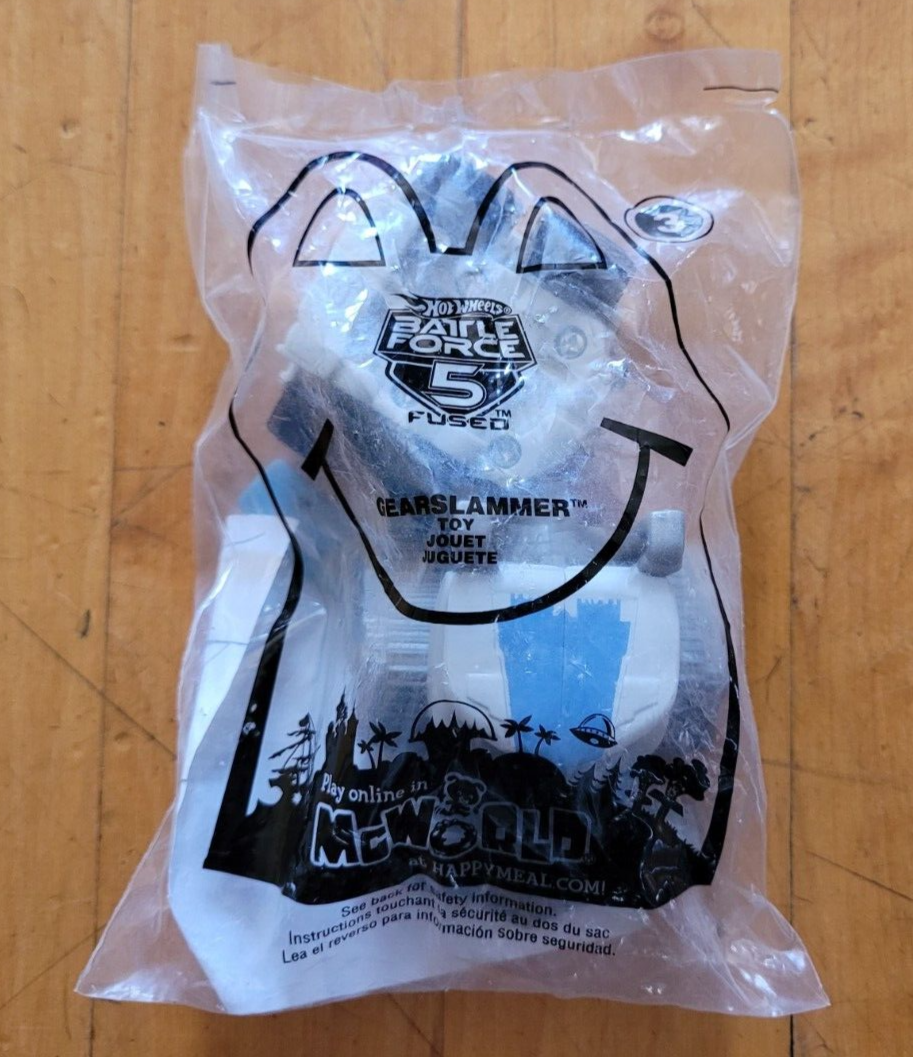 3
HOT WHEELS®
BATTLE
FORCE
5
FUSED™
GEARSLAMMER™
TOY
JOUET
JUGUETE
Play online in
McWORLD
at HAPPYMEAL.COM!
See back for safety information.
Instructions touchant la sécurité au dos du sac
Lea el reverso para información sobre seguridad.